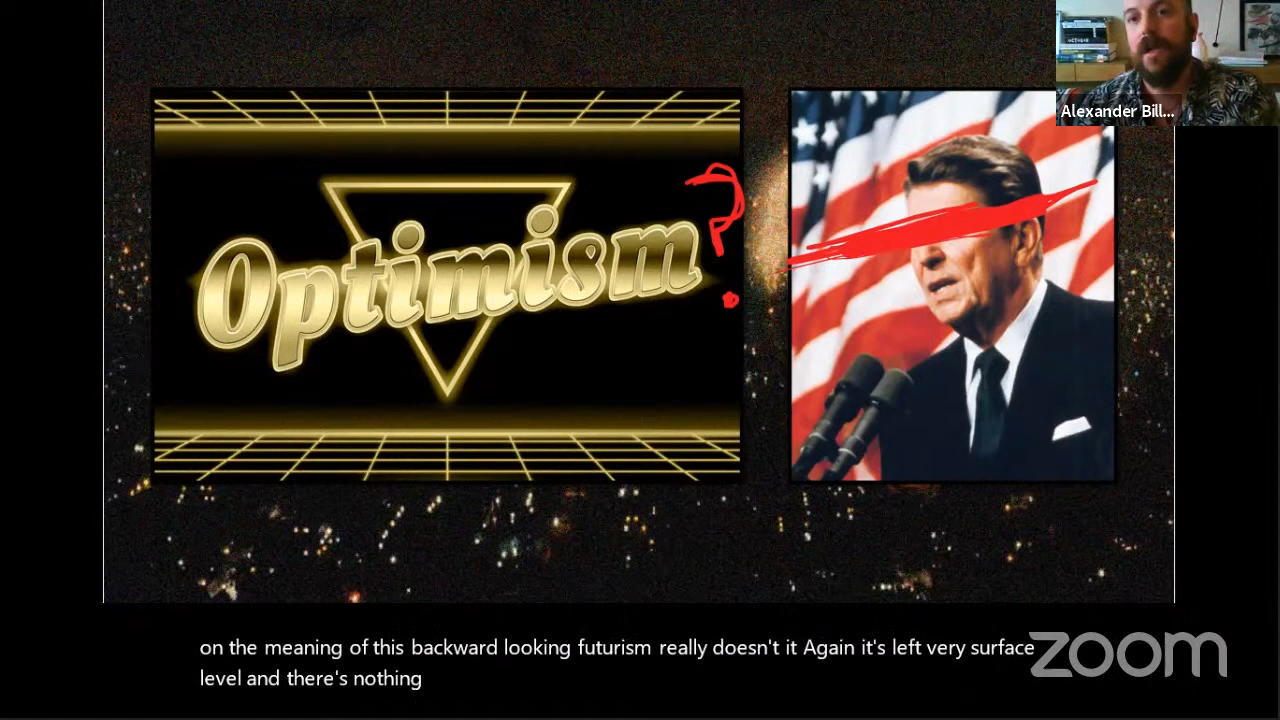 Alexander Bill...
Optimism?
OCTOBER
on the meaning of this backward looking futurism really doesn't it Again it's left very surface
level and there's nothing
zoom